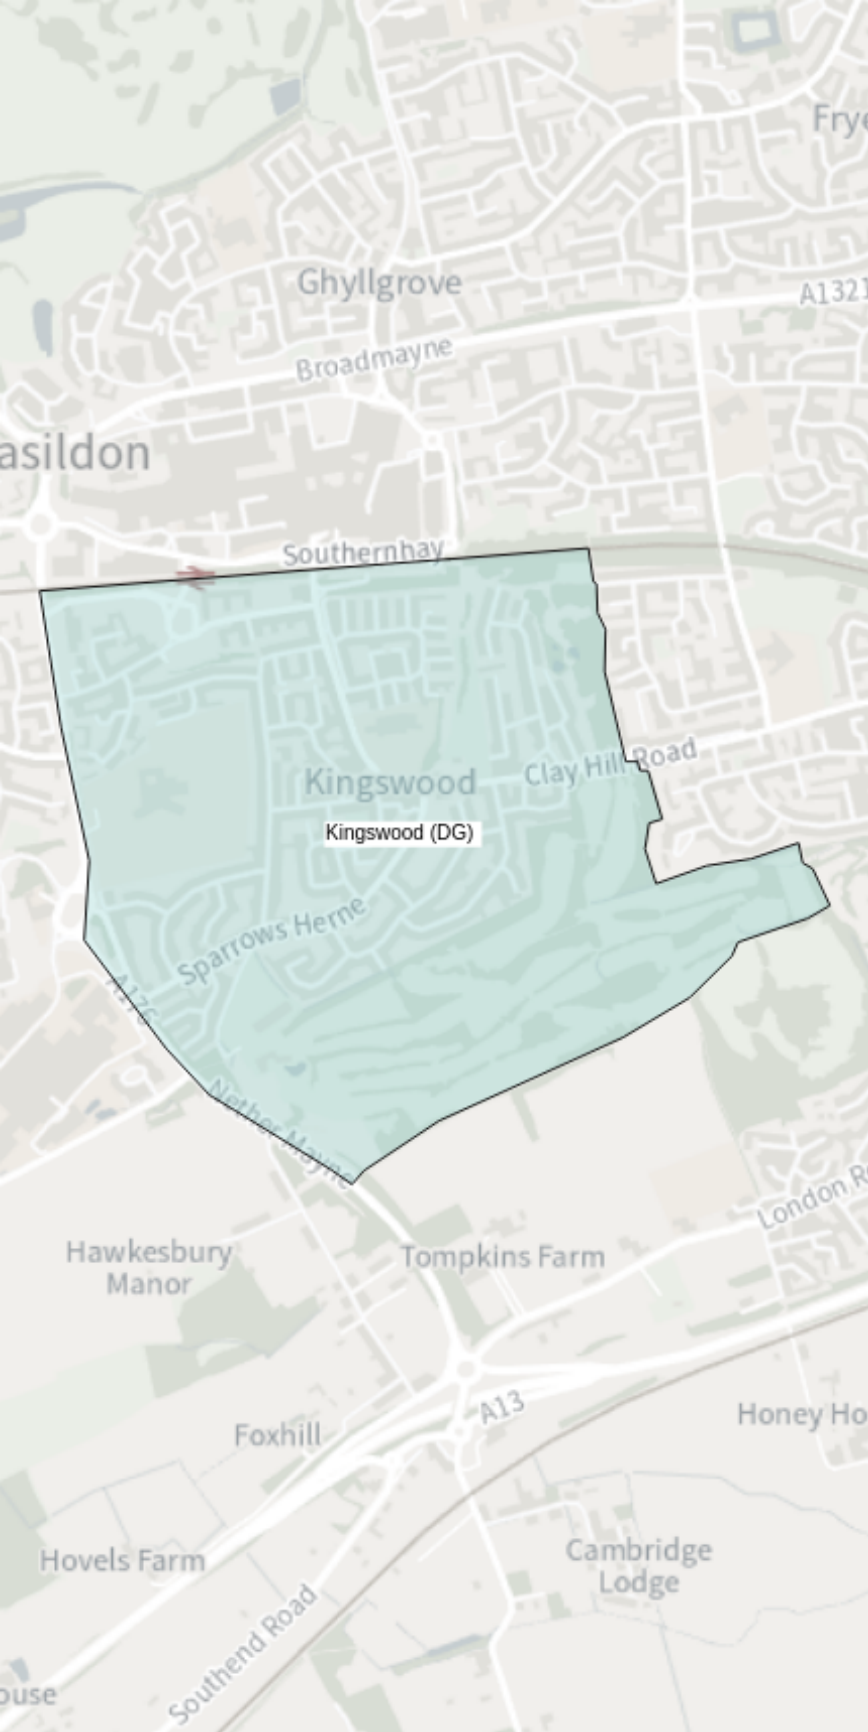 Frye
Ghyllgrove
A1321
Broadmayne
asildon
Southernhay
Clay Hill Road
Kingswood
Kingswood (DG)
Sparrows Herne
A176
Nether Mayne
London R
Hawkesbury
Manor
Tompkins Farm
A13
Honey Ho
Foxhill
Hovels Farm
Cambridge
Lodge
Southend Road
ouse